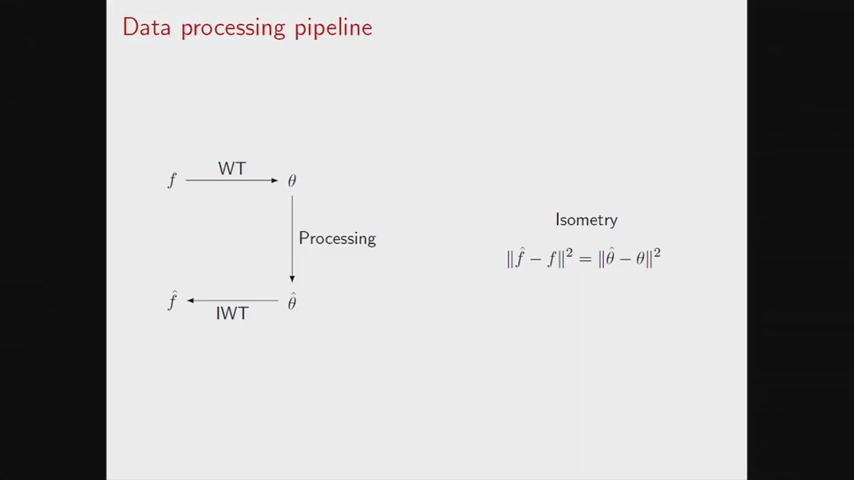 Data processing pipeline
f WT θ
Processing
f̂ IWT θ̂
Isometry
‖f̂ − f‖² = ‖θ̂ − θ‖²